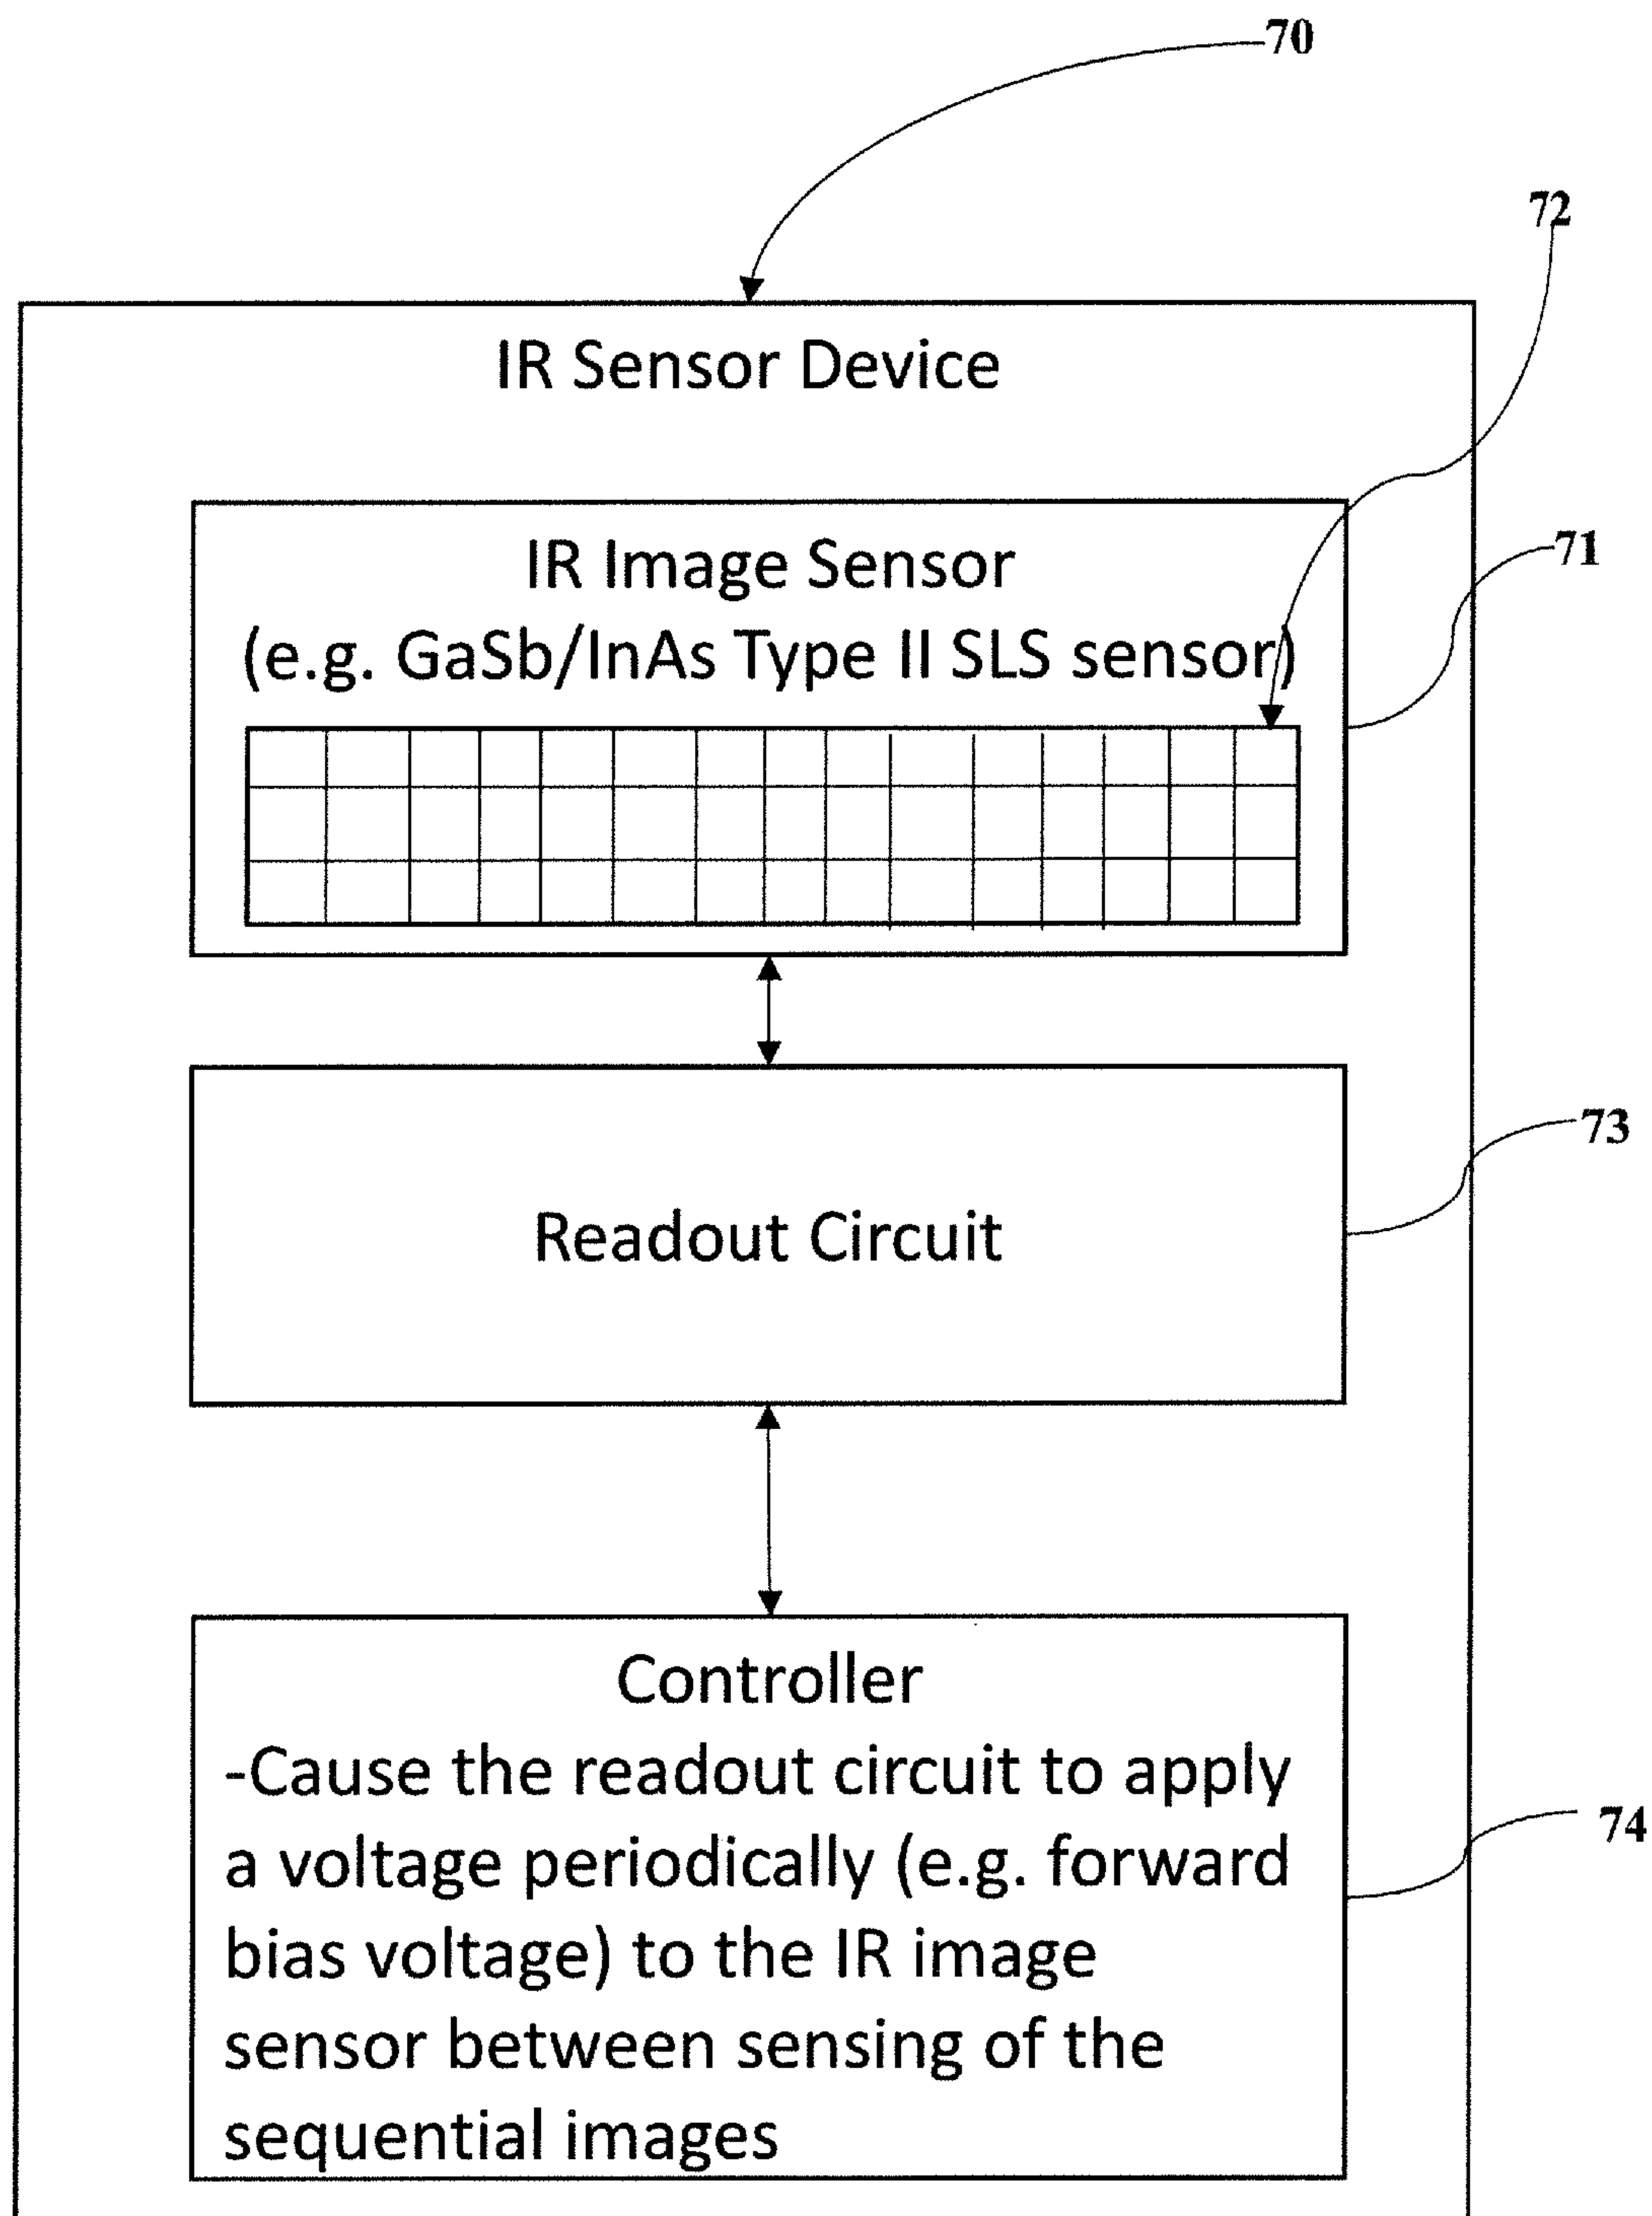 70
72
IR Sensor Device
IR Image Sensor
71
(e.g. GaSb/InAs Type II SLS sensor)
73
Readout Circuit
Controller
-Cause the readout circuit to apply
74
a voltage periodically (e.g. forward
bias voltage) to the IR image
sensor between sensing of the
sequential images